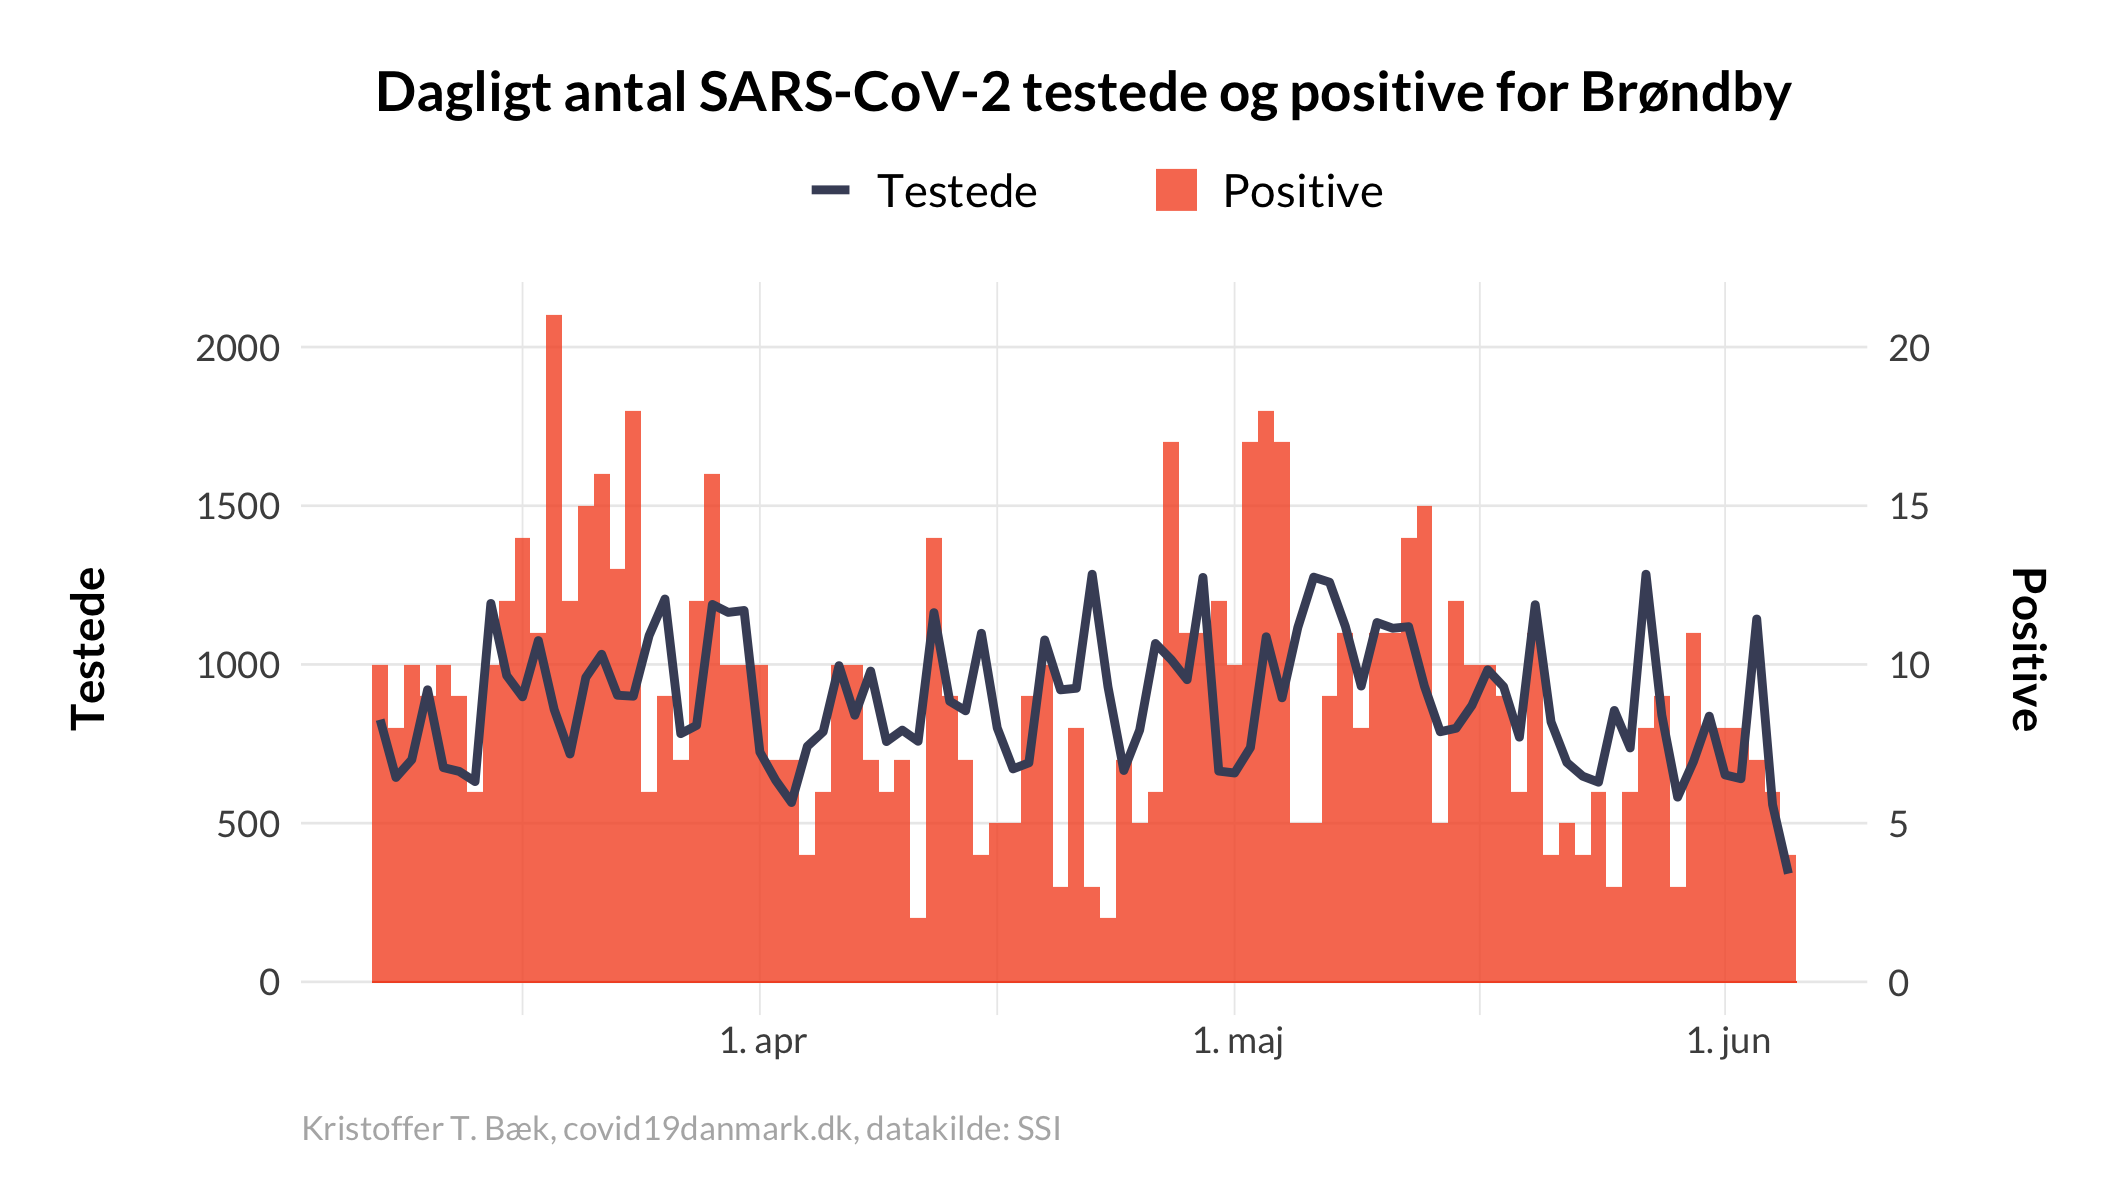 Dagligt antal SARS-CoV-2 testede og positive for Brøndby
Testede
Positive
2000
1500
1000
500
0
Testede
20
15
10
5
0
Positive
1. apr
1. maj
1. jun
Kristoffer T. Bæk, covid19danmark.dk, datakilde: SSI